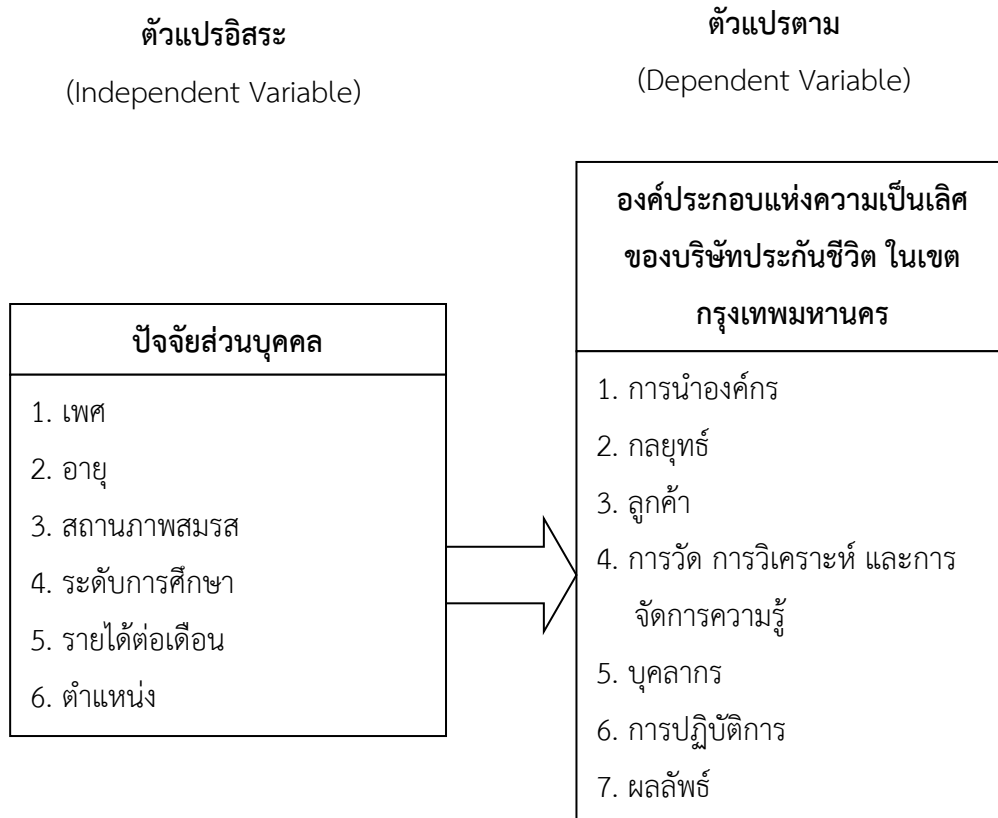 ตัวแปรอิสระ
(Independent Variable)
ตัวแปรตาม
(Dependent Variable)
ปัจจัยส่วนบุคคล
1. เพศ
2. อายุ
3. สถานภาพสมรส
4. ระดับการศึกษา
5. รายได้ต่อเดือน
6. ตำแหน่ง
องค์ประกอบแห่งความเป็นเลิศ
ของบริษัทประกันชีวิต ในเขต
กรุงเทพมหานคร
1. การนำองค์กร
2. กลยุทธ์
3. ลูกค้า
4. การวัด การวิเคราะห์ และการ
จัดการความรู้
5. บุคลากร
6. การปฏิบัติการ
7. ผลลัพธ์